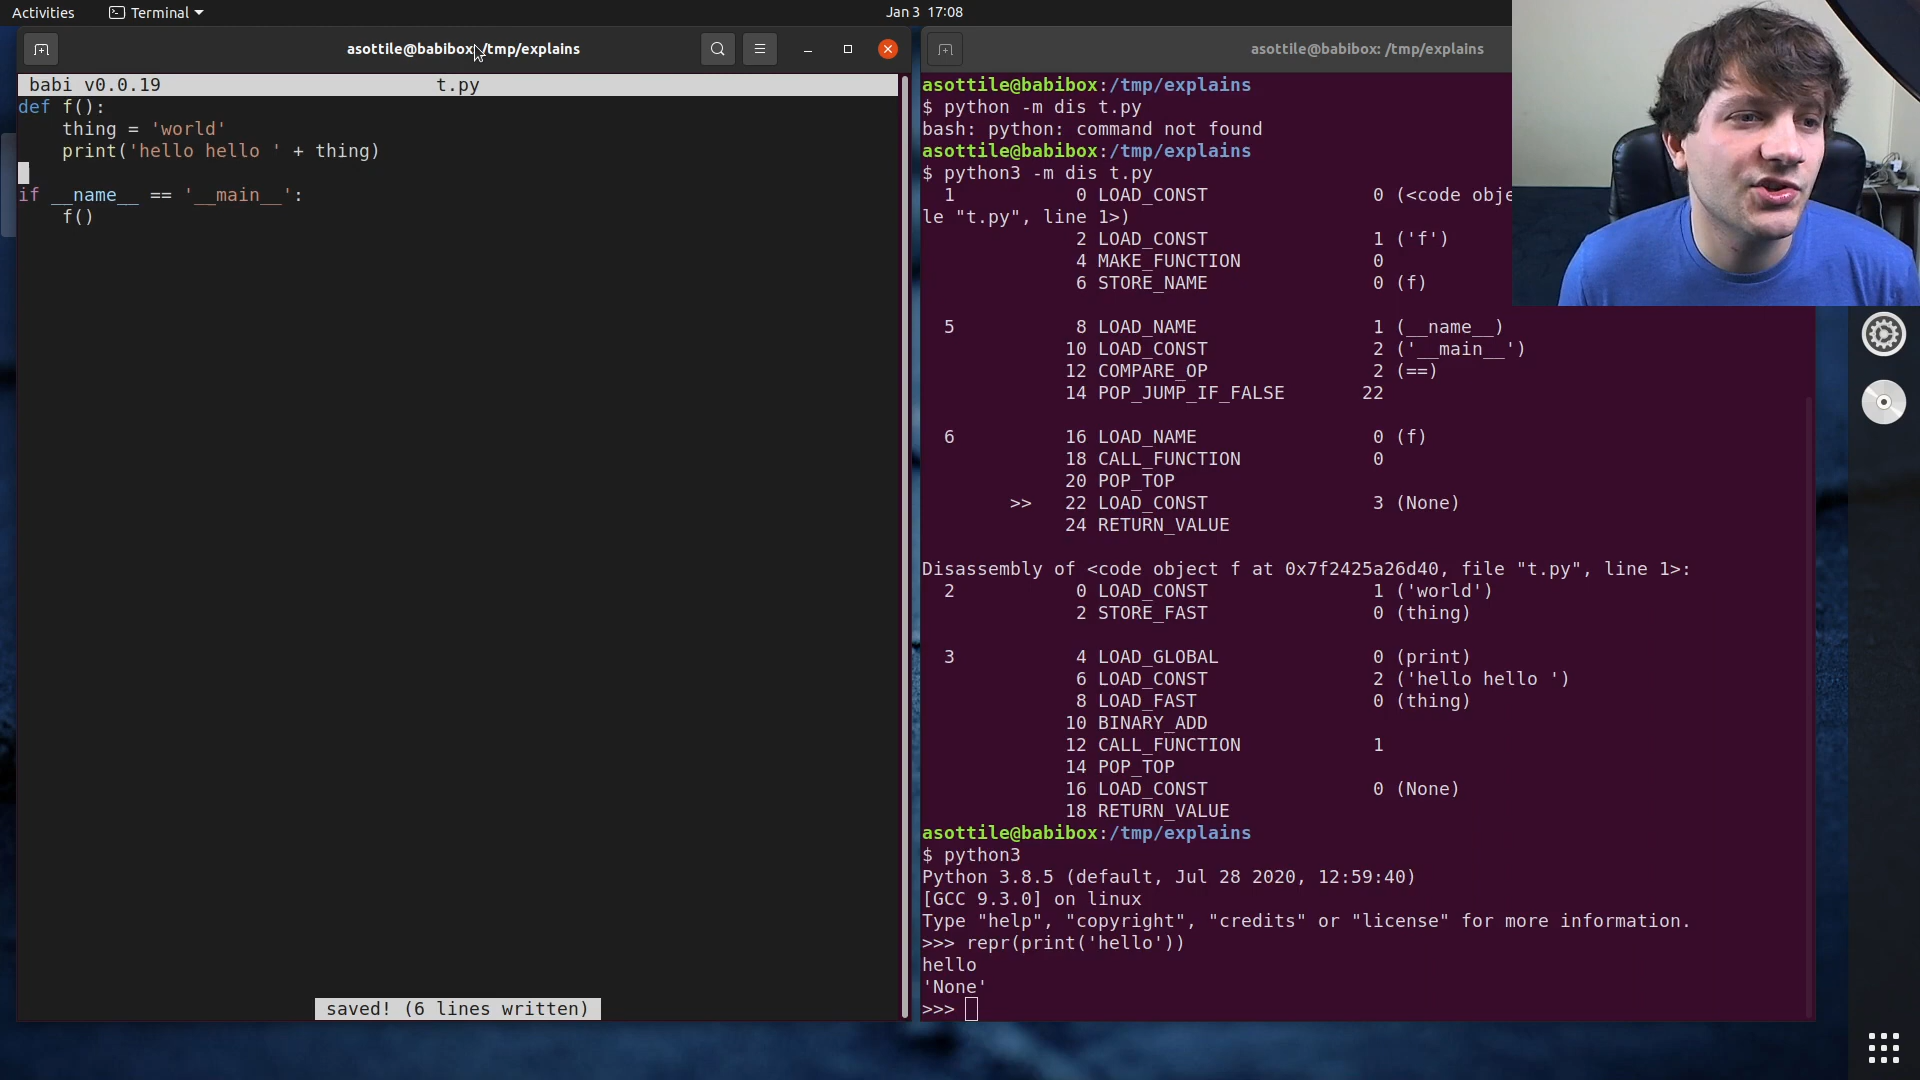 Activities
Terminal
Jan 3 17:08
asottile@babibox:/tmp/explains
babi v0.0.19 t.py
def f():
    thing = 'world'
    print('hello hello ' + thing)
if __name__ == '__main__':
    f()
saved! (6 lines written)
asottile@babibox: /tmp/explains
asottile@babibox:/tmp/explains
$ python -m dis t.py
bash: python: command not found
asottile@babibox:/tmp/explains
$ python3 -m dis t.py
1 0 LOAD_CONST 0 (<code obje
le "t.py", line 1>)
2 LOAD_CONST 1 ('f')
4 MAKE_FUNCTION 0
6 STORE_NAME 0 (f)
5 8 LOAD_NAME 1 (__name__)
10 LOAD_CONST 2 ('__main__')
12 COMPARE_OP 2 (==)
14 POP_JUMP_IF_FALSE 22
6 16 LOAD_NAME 0 (f)
18 CALL_FUNCTION 0
20 POP_TOP
>> 22 LOAD_CONST 3 (None)
24 RETURN_VALUE
Disassembly of <code object f at 0x7f2425a26d40, file "t.py", line 1>:
2 0 LOAD_CONST 1 ('world')
2 STORE_FAST 0 (thing)
3 4 LOAD_GLOBAL 0 (print)
6 LOAD_CONST 2 ('hello hello ')
8 LOAD_FAST 0 (thing)
10 BINARY_ADD
12 CALL_FUNCTION 1
14 POP_TOP
16 LOAD_CONST 0 (None)
18 RETURN_VALUE
asottile@babibox:/tmp/explains
$ python3
Python 3.8.5 (default, Jul 28 2020, 12:59:40)
[GCC 9.3.0] on linux
Type "help", "copyright", "credits" or "license" for more information.
>>> repr(print('hello'))
hello
'None'
>>>